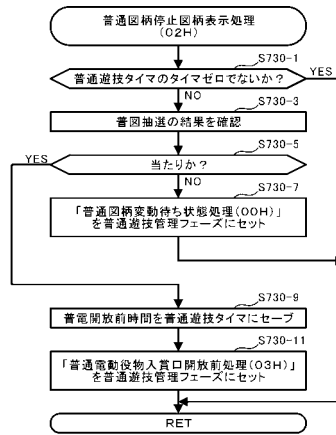 普通図柄停止図柄表示処理
(02H)
S730-1
普通遊技タイマのタイマゼロでないか？
YES
NO
S730-3
普図抽選の結果を確認
S730-5
YES
当たりか？
NO
S730-7
「普通図柄変動待ち状態処理(00H)」
を普通遊技管理フェーズにセット
S730-9
普電開放前時間を普通遊技タイマにセーブ
S730-11
「普通電動役物入賞口開放前処理(03H)」
を普通遊技管理フェーズにセット
RET